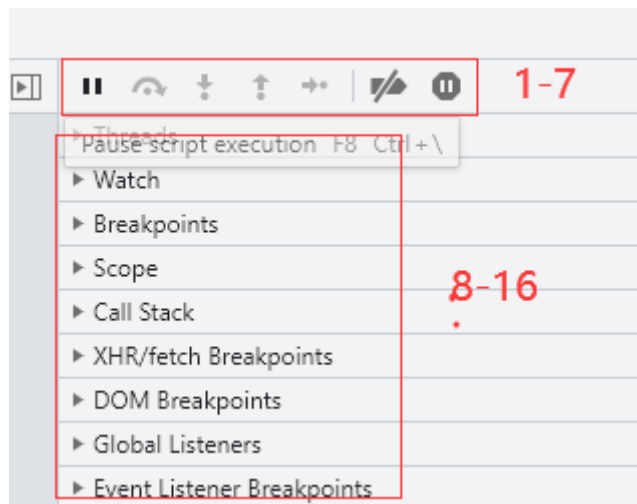 1-7
Threads
Pause script execution F8 Ctrl+\
Watch
Breakpoints
Scope
8-16
Call Stack
XHR/fetch Breakpoints
DOM Breakpoints
Global Listeners
Event Listener Breakpoints